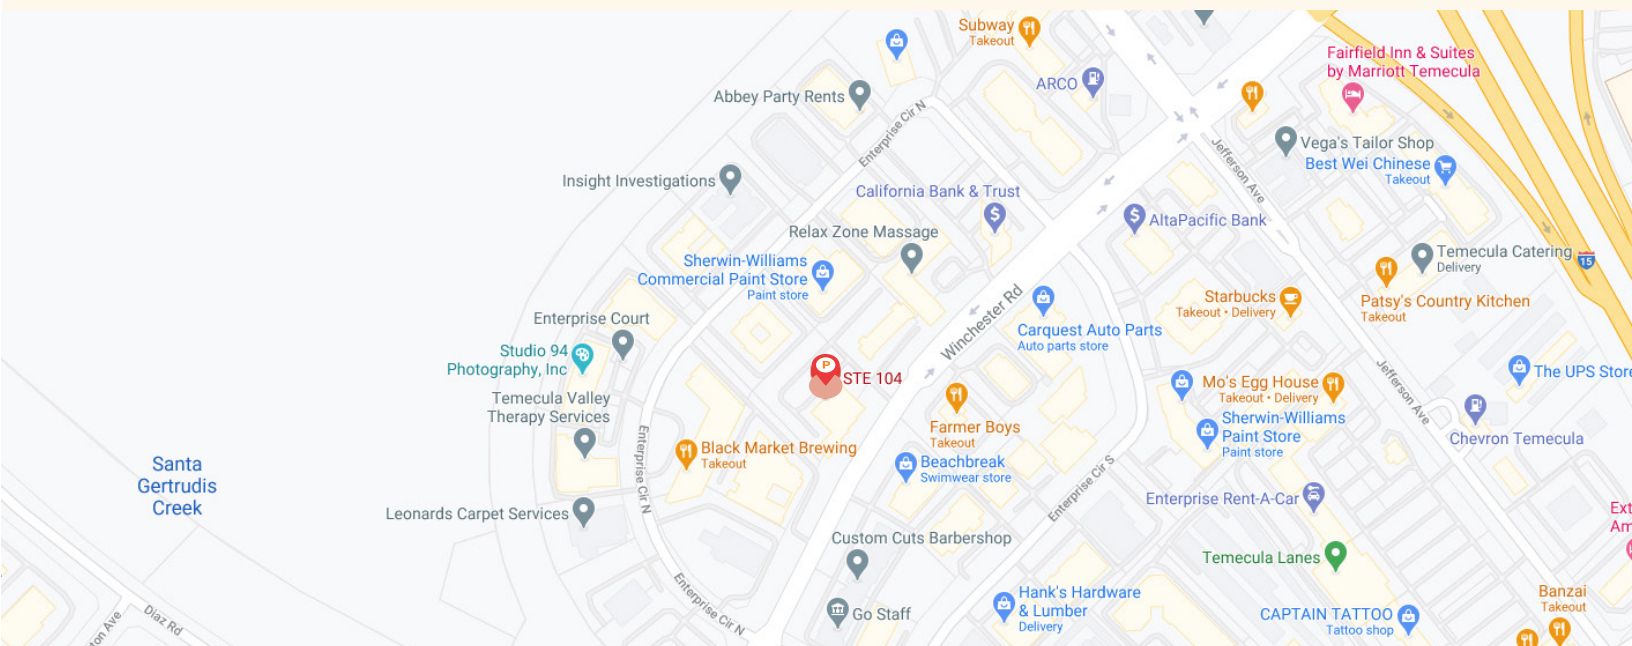 Subway
Takeout
ARCO
Fairfield Inn & Suites
by Marriott Temecula
Abbey Party Rents
Enterprise Cir N
Vega's Tailor Shop
Jefferson Ave
Best Wei Chinese
Takeout
Insight Investigations
California Bank & Trust
AltaPacific Bank
Relax Zone Massage
Temecula Catering
Delivery
15
Sherwin-Williams
Commercial Paint Store
Paint store
Winchester Rd
Starbucks
Takeout • Delivery
Patsy's Country Kitchen
Takeout
Enterprise Court
Carquest Auto Parts
Auto parts store
Studio 94
Photography, Inc
P
STE 104
The UPS Store
Mo's Egg House
Takeout • Delivery
Jefferson Ave
Temecula Valley
Therapy Services
Sherwin-Williams
Paint Store
Paint store
Farmer Boys
Takeout
Chevron Temecula
Black Market Brewing
Takeout
Enterprise Cir N
Beachbreak
Swimwear store
Santa
Gertrudis
Creek
Enterprise Cir S
Enterprise Rent-A-Car
Leonards Carpet Services
Ext
Am
Custom Cuts Barbershop
Temecula Lanes
Enterprise Cir N
Hank's Hardware
& Lumber
Delivery
Banzai
Takeout
Go Staff
CAPTAIN TATTOO
Tattoo shop
Diaz Rd
ton Ave